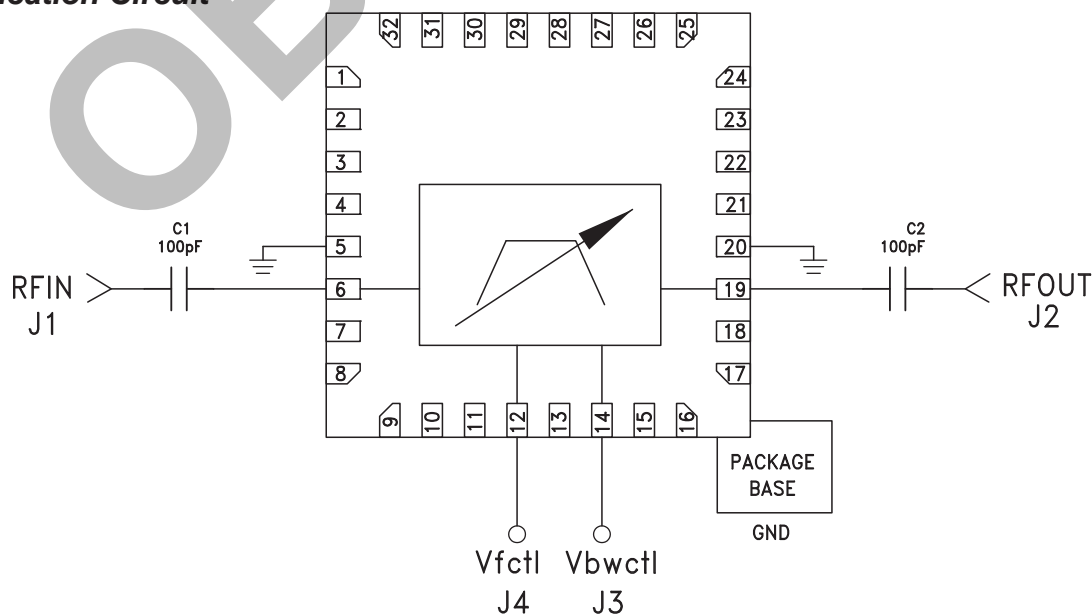 32 31 30 29 28 27 26 25
1 24
2 23
3 22
4 21
C1
100pF
5 20
C2
100pF
RFIN
J1
6 19
RFOUT
J2
7 18
8 17
9 10 11 12 13 14 15 16
PACKAGE
BASE
GND
Vfctl Vbwctl
J4 J3